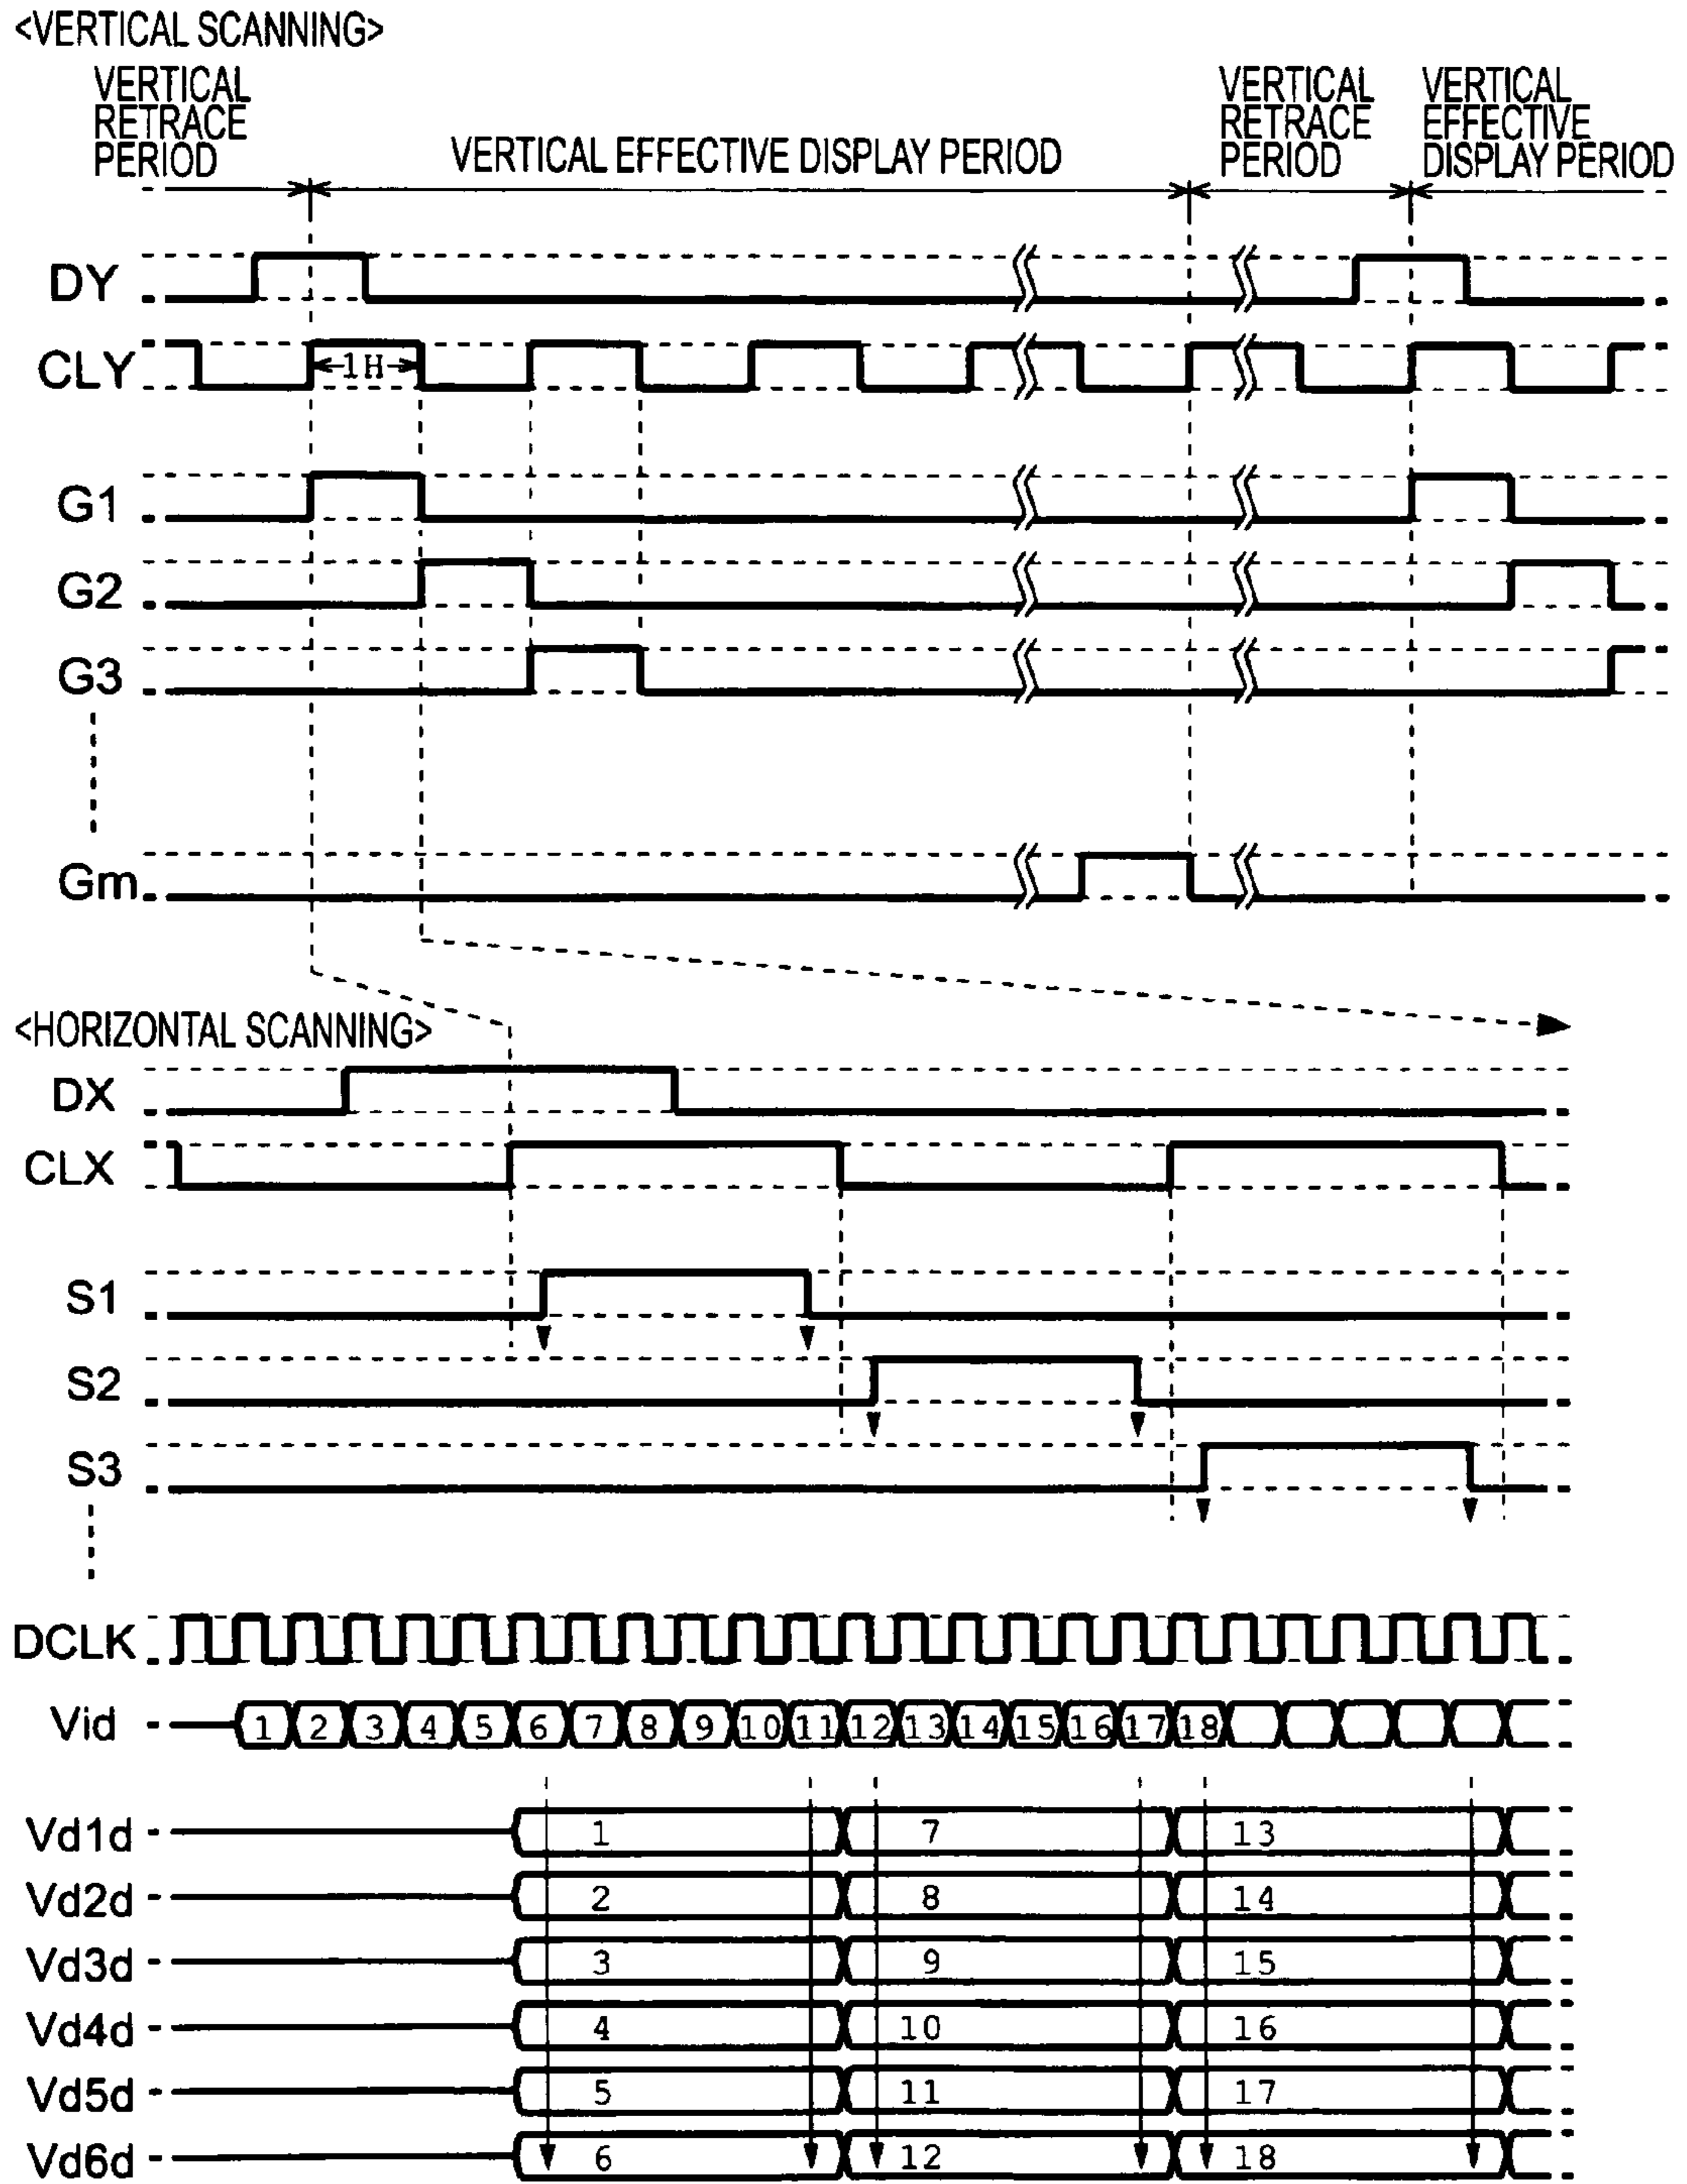 <VERTICAL SCANNING>
VERTICAL
RETRACE
PERIOD
VERTICAL EFFECTIVE DISPLAY PERIOD
VERTICAL
RETRACE
PERIOD
VERTICAL
EFFECTIVE
DISPLAY PERIOD
DY
CLY
1H
G1
G2
G3
Gm
<HORIZONTAL SCANNING>
DX
CLX
S1
S2
S3
DCLK
Vid 1 2 3 4 5 6 7 8 9 10 11 12 13 14 15 16 17 18
Vd1d 1 7 13
Vd2d 2 8 14
Vd3d 3 9 15
Vd4d 4 10 16
Vd5d 5 11 17
Vd6d 6 12 18